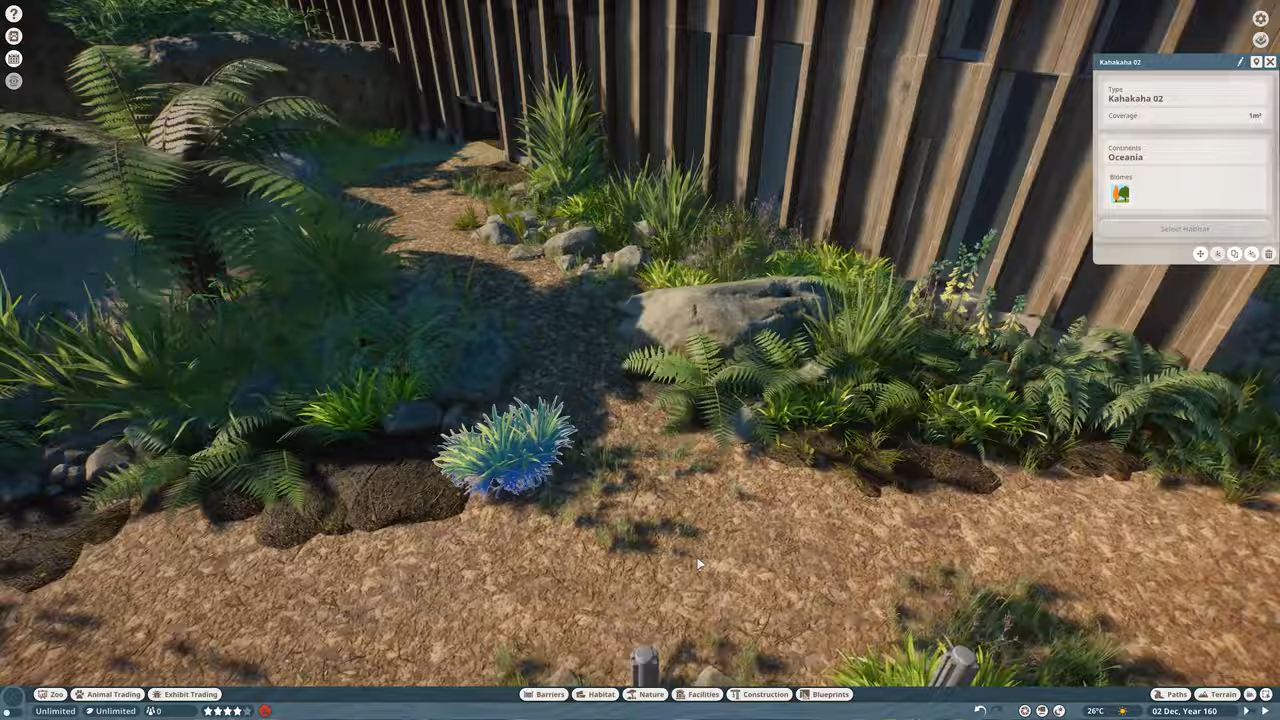 ?
Kahakaha 02
Type
Kahakaha 02
Coverage 1m²
Continents
Oceania
Biomes
Select Habitat
Zoo Animal Trading Exhibit Trading Barriers Habitat Nature Facilities Construction Blueprints Paths Terrain
Unlimited Unlimited 0 26°C 02 Dec, Year 160